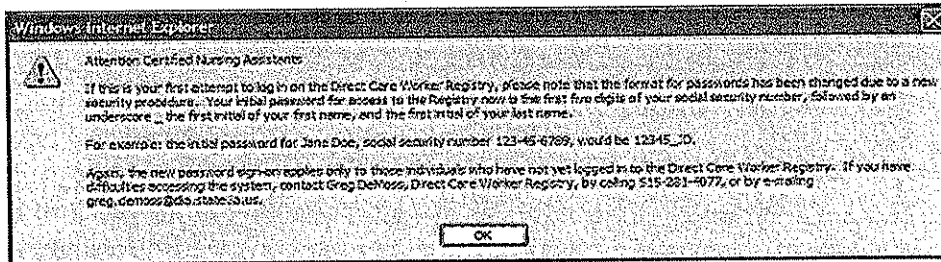 Windows Internet Explorer
Attention Certified Nursing Assistants
If this is your first attempt to log in on the Direct Care Worker Registry, please note that the format for passwords has been changed due to a new
security procedure. Your initial password for access to the Registry now is the first five digits of your social security number, followed by an
underscore _ the first initial of your first name, and the first initial of your last name.
For example: the initial password for Jane Doe, social security number 123-45-6789, would be 12345_JD.
Again, the new password sign-on applies only to those individuals who have not yet logged in to the Direct Care Worker Registry. If you have
difficulties accessing the system, contact Greg DeMoss, Direct Care Worker Registry, by calling 515-281-4077, or by e-mailing
greg.demoss@dia.state.ia.us.
OK